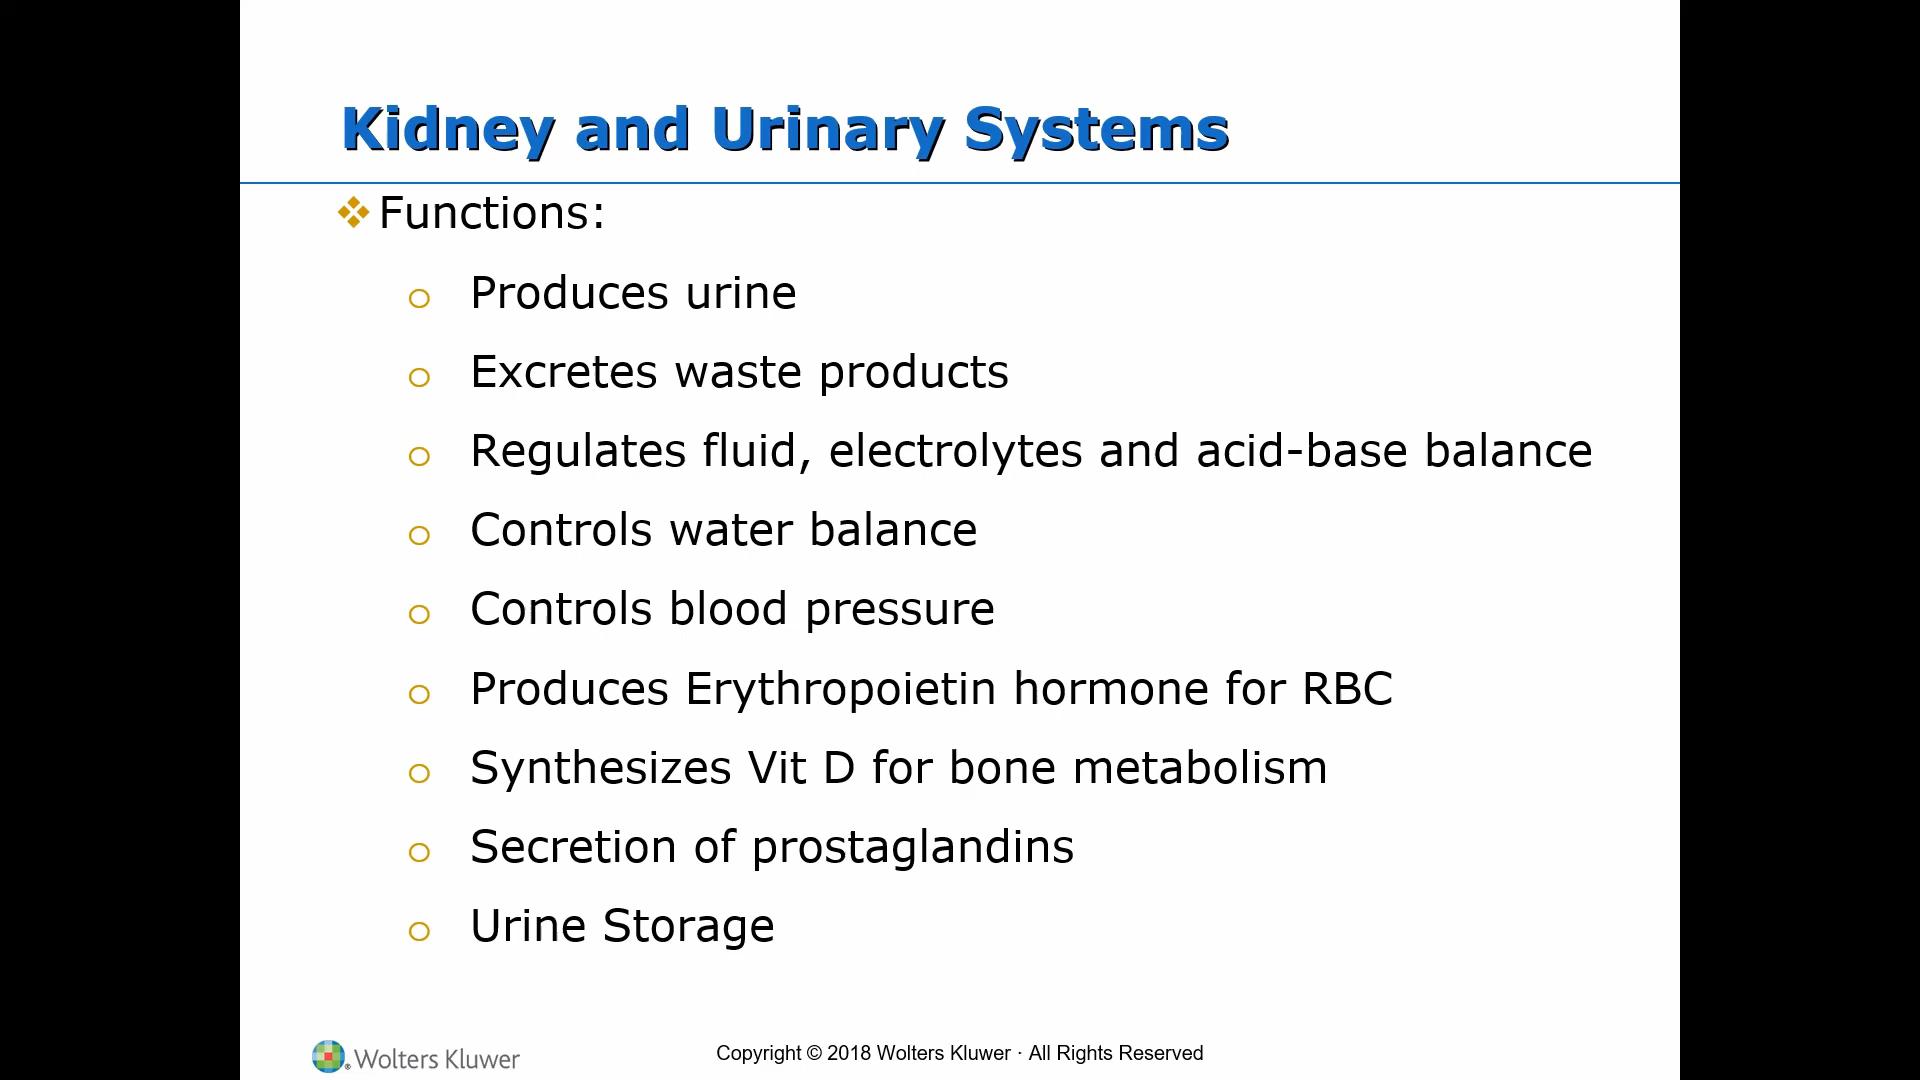 Kidney and Urinary Systems
❖ Functions:
o Produces urine
o Excretes waste products
o Regulates fluid, electrolytes and acid-base balance
o Controls water balance
o Controls blood pressure
o Produces Erythropoietin hormone for RBC
o Synthesizes Vit D for bone metabolism
o Secretion of prostaglandins
o Urine Storage
Wolters Kluwer
Copyright © 2018 Wolters Kluwer · All Rights Reserved